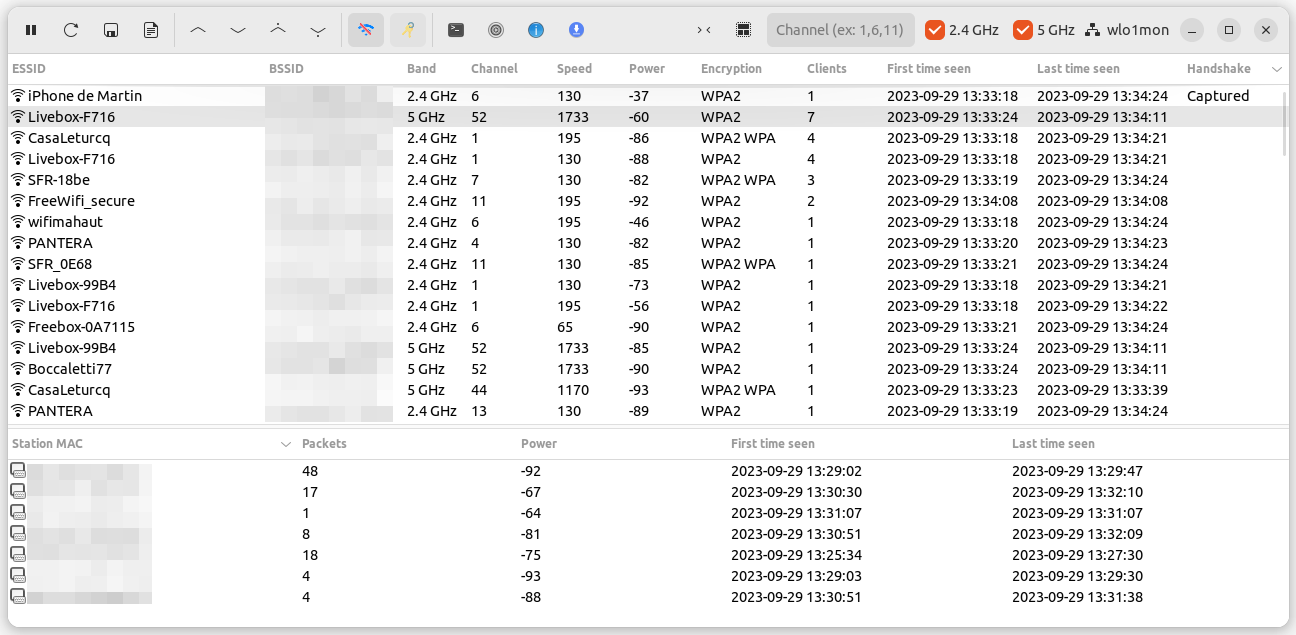 Channel (ex: 1,6,11) 2.4 GHz 5 GHz wlo1mon
ESSID BSSID Band Channel Speed Power Encryption Clients First time seen Last time seen Handshake
iPhone de Martin 2.4 GHz 6 130 -37 WPA2 1 2023-09-29 13:33:18 2023-09-29 13:34:24 Captured
Livebox-F716 5 GHz 52 1733 -60 WPA2 7 2023-09-29 13:33:24 2023-09-29 13:34:11
CasaLeturcq 2.4 GHz 1 195 -86 WPA2 WPA 4 2023-09-29 13:33:18 2023-09-29 13:34:21
Livebox-F716 2.4 GHz 1 130 -88 WPA2 4 2023-09-29 13:33:18 2023-09-29 13:34:21
SFR-18be 2.4 GHz 7 130 -82 WPA2 WPA 3 2023-09-29 13:33:19 2023-09-29 13:34:24
FreeWifi_secure 2.4 GHz 11 195 -92 WPA2 2 2023-09-29 13:34:08 2023-09-29 13:34:08
wifimahaut 2.4 GHz 6 195 -46 WPA2 1 2023-09-29 13:33:18 2023-09-29 13:34:24
PANTERA 2.4 GHz 4 130 -82 WPA2 1 2023-09-29 13:33:20 2023-09-29 13:34:23
SFR_0E68 2.4 GHz 11 130 -85 WPA2 WPA 1 2023-09-29 13:33:21 2023-09-29 13:34:24
Livebox-99B4 2.4 GHz 1 130 -73 WPA2 1 2023-09-29 13:33:18 2023-09-29 13:34:21
Livebox-F716 2.4 GHz 1 195 -56 WPA2 1 2023-09-29 13:33:18 2023-09-29 13:34:22
Freebox-0A7115 2.4 GHz 6 65 -90 WPA2 1 2023-09-29 13:33:21 2023-09-29 13:34:24
Livebox-99B4 5 GHz 52 1733 -85 WPA2 1 2023-09-29 13:33:24 2023-09-29 13:34:11
Boccaletti77 5 GHz 52 1733 -90 WPA2 1 2023-09-29 13:33:24 2023-09-29 13:34:11
CasaLeturcq 5 GHz 44 1170 -93 WPA2 WPA 1 2023-09-29 13:33:23 2023-09-29 13:33:39
PANTERA 2.4 GHz 13 130 -89 WPA2 1 2023-09-29 13:33:19 2023-09-29 13:34:24
Station MAC Packets Power First time seen Last time seen
48 -92 2023-09-29 13:29:02 2023-09-29 13:29:47
17 -67 2023-09-29 13:30:30 2023-09-29 13:32:10
1 -64 2023-09-29 13:31:07 2023-09-29 13:31:07
8 -81 2023-09-29 13:30:51 2023-09-29 13:32:09
18 -75 2023-09-29 13:25:34 2023-09-29 13:27:30
4 -93 2023-09-29 13:29:03 2023-09-29 13:29:30
4 -88 2023-09-29 13:30:51 2023-09-29 13:31:38